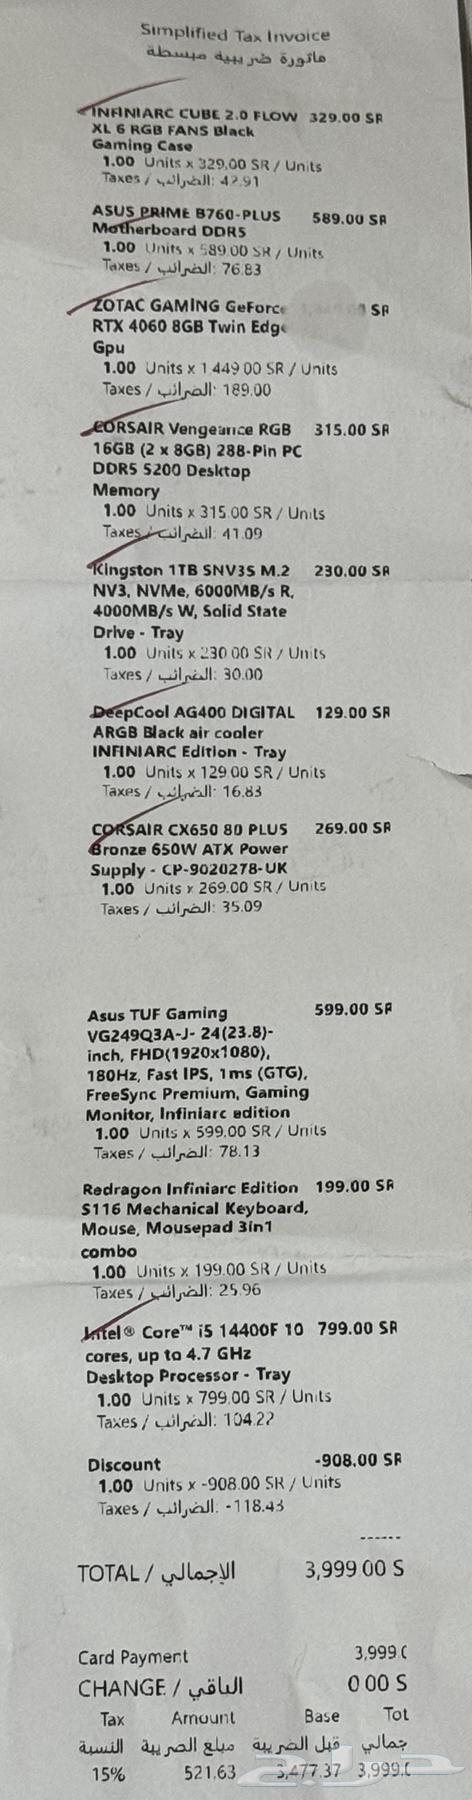 Simplified Tax Invoice
فاتورة ضريبية مبسطة
INFINIARC CUBE 2.0 FLOW 329.00 SR
XL 6 RGB FANS Black
Gaming Case
1.00 Units x 329.00 SR / Units
Taxes / الضرائب: 42.91
ASUS PRIME B760-PLUS 589.00 SR
Motherboard DDR5
1.00 Units x 589.00 SR / Units
Taxes / الضرائب: 76.83
ZOTAC GAMING GeForce SR
RTX 4060 8GB Twin Edge
Gpu
1.00 Units x 1 449 00 SR / Units
Taxes / الضرائب: 189.00
CORSAIR Vengeance RGB 315.00 SR
16GB (2 x 8GB) 288-Pin PC
DDR5 5200 Desktop
Memory
1.00 Units x 315.00 SR / Units
Taxes / الضرائب: 41.09
Kingston 1TB SNV3S M.2 230.00 SR
NV3, NVMe, 6000MB/s R,
4000MB/s W, Solid State
Drive - Tray
1.00 Units x 230 00 SR / Units
Taxes / الضرائب: 30.00
DeepCool AG400 DIGITAL 129.00 SR
ARGB Black air cooler
INFINIARC Edition - Tray
1.00 Units x 129.00 SR / Units
Taxes / الضرائب: 16.83
CORSAIR CX650 80 PLUS 269.00 SR
Bronze 650W ATX Power
Supply - CP-9020278-UK
1.00 Units x 269.00 SR / Units
Taxes / الضرائب: 35.09
Asus TUF Gaming 599.00 SR
VG249Q3A-J- 24(23.8)-
inch, FHD(1920x1080),
180Hz, Fast IPS, 1ms (GTG),
FreeSync Premium, Gaming
Monitor, Infiniarc edition
1.00 Units x 599.00 SR / Units
Taxes / الضرائب: 78.13
Redragon Infiniarc Edition 199.00 SR
S116 Mechanical Keyboard,
Mouse, Mousepad 3in1
combo
1.00 Units x 199.00 SR / Units
Taxes / الضرائب: 25.96
Intel® Core™ i5 14400F 10 799.00 SR
cores, up to 4.7 GHz
Desktop Processor - Tray
1.00 Units x 799.00 SR / Units
Taxes / الضرائب: 104.22
Discount -908.00 SR
1.00 Units x -908.00 SR / Units
Taxes / الضرائب: -118.43
------
TOTAL / الإجمالي 3,999 00 S
Card Payment 3,999.0
CHANGE / الباقي 0 00 S
Tax Amount Base Tot
النسبة مبلغ الضريبة قبل الضريبة جمالي
15% 521.63 3,477.37 3,999.0
حراج